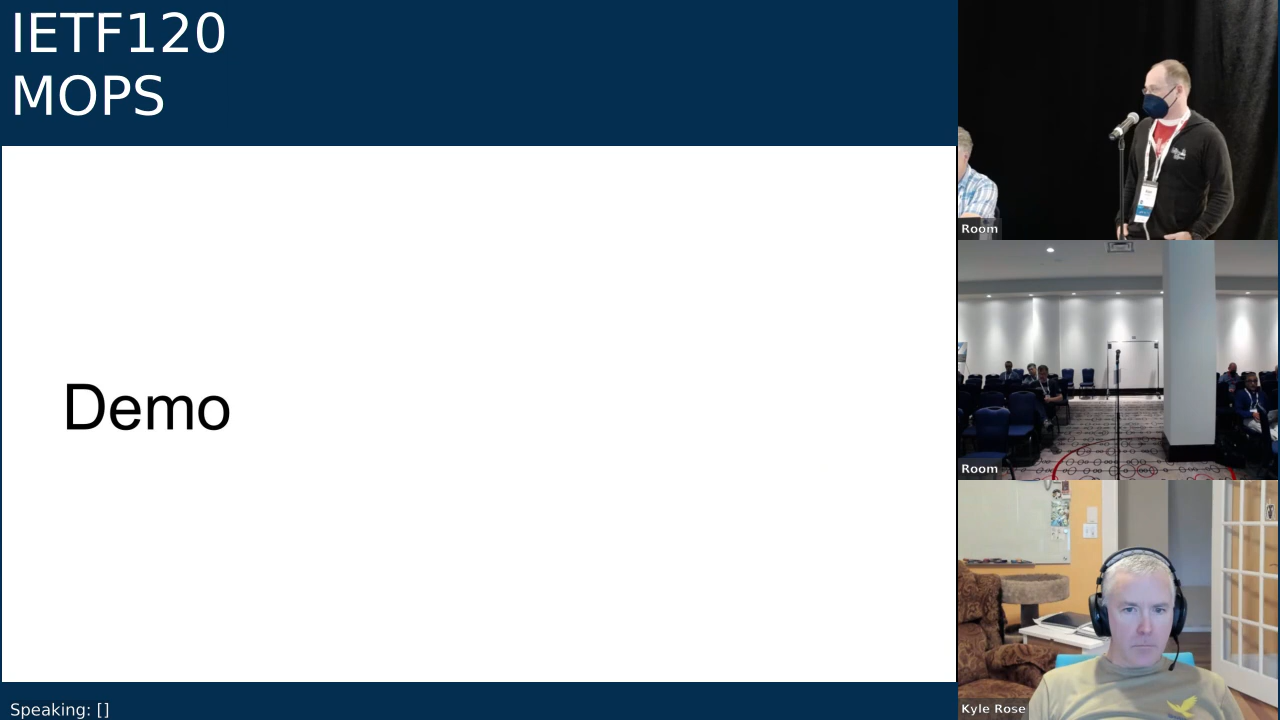 IETF120
MOPS
Demo
Room
Room
Kyle Rose
Speaking: []